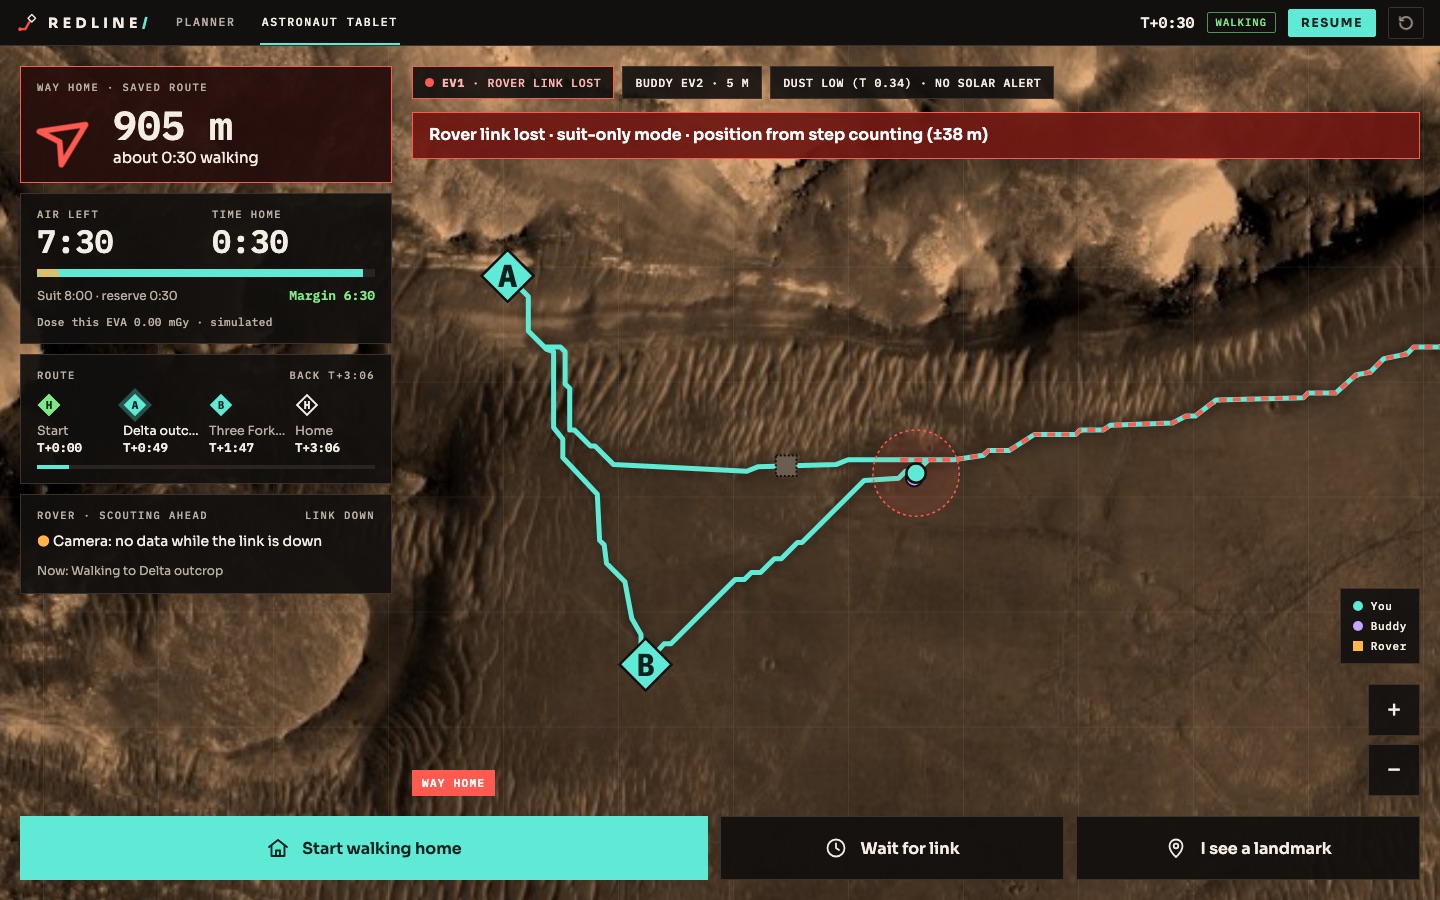 REDLINE/
PLANNER
ASTRONAUT TABLET
T+0:30
WALKING
RESUME
WAY HOME · SAVED ROUTE
905 m
about 0:30 walking
AIR LEFT
TIME HOME
7:30
0:30
Suit 8:00 · reserve 0:30
Margin 6:30
Dose this EVA 0.00 mGy · simulated
ROUTE
BACK T+3:06
H
A
B
H
Start
Delta outc...
Three Fork...
Home
T+0:00
T+0:49
T+1:47
T+3:06
ROVER · SCOUTING AHEAD
LINK DOWN
Camera: no data while the link is down
Now: Walking to Delta outcrop
EV1 · ROVER LINK LOST
BUDDY EV2 · 5 M
DUST LOW (T 0.34) · NO SOLAR ALERT
Rover link lost · suit-only mode · position from step counting (±38 m)
A
B
You
Buddy
Rover
+
−
WAY HOME
Start walking home
Wait for link
I see a landmark